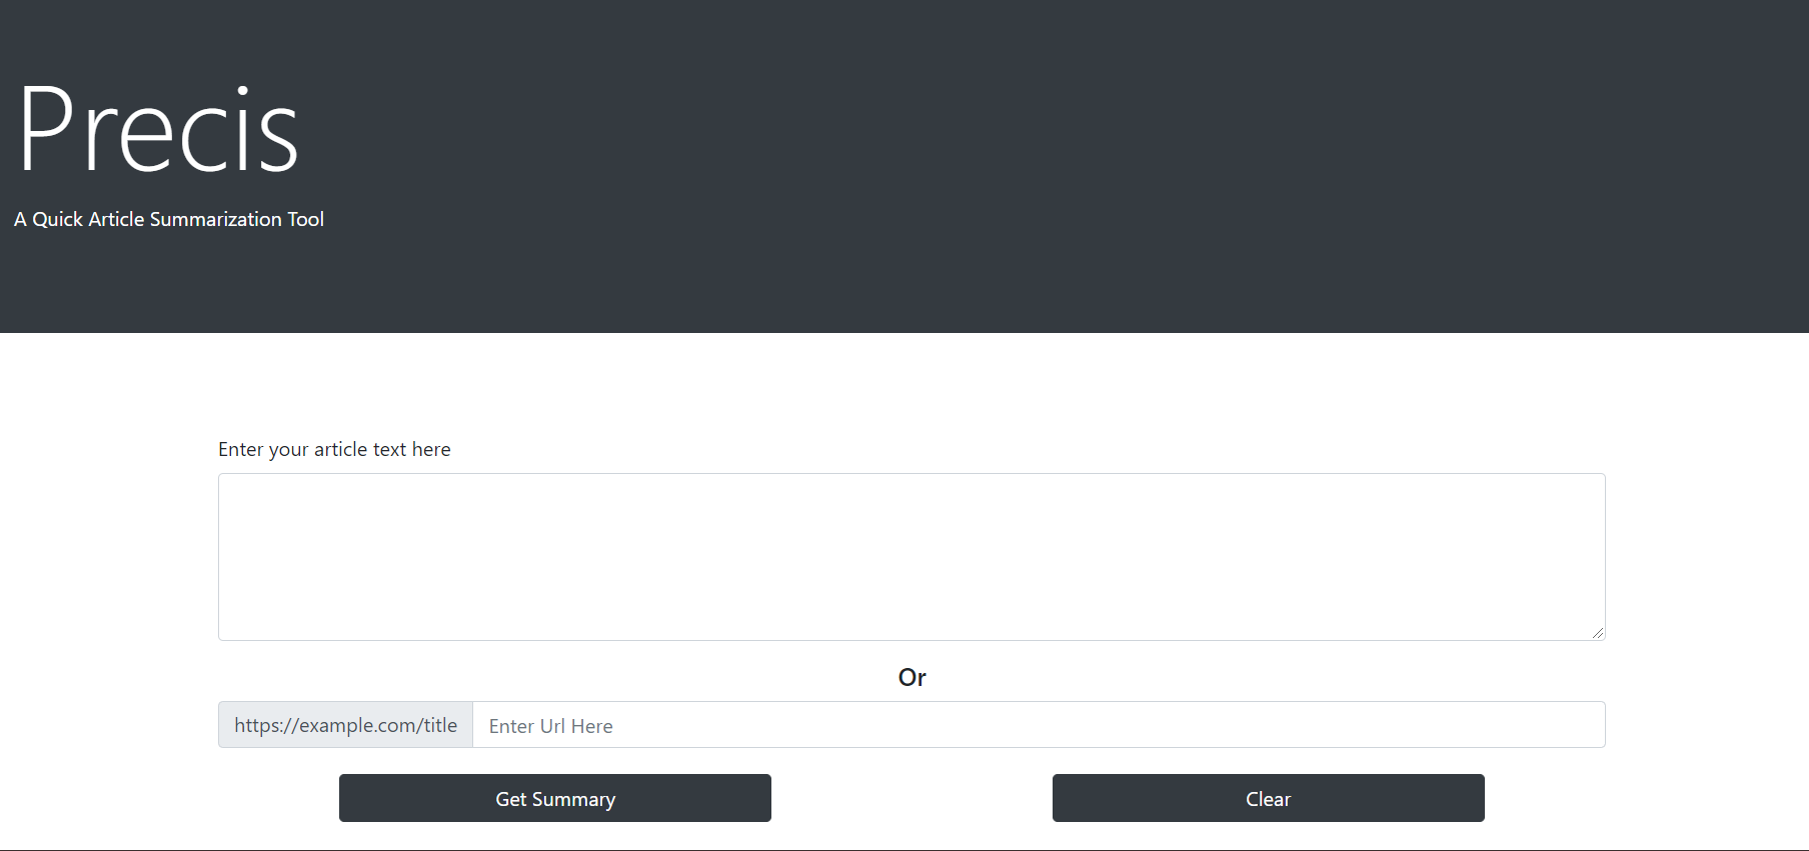 Precis
A Quick Article Summarization Tool
Enter your article text here
Or
https://example.com/title Enter Url Here
Get Summary Clear